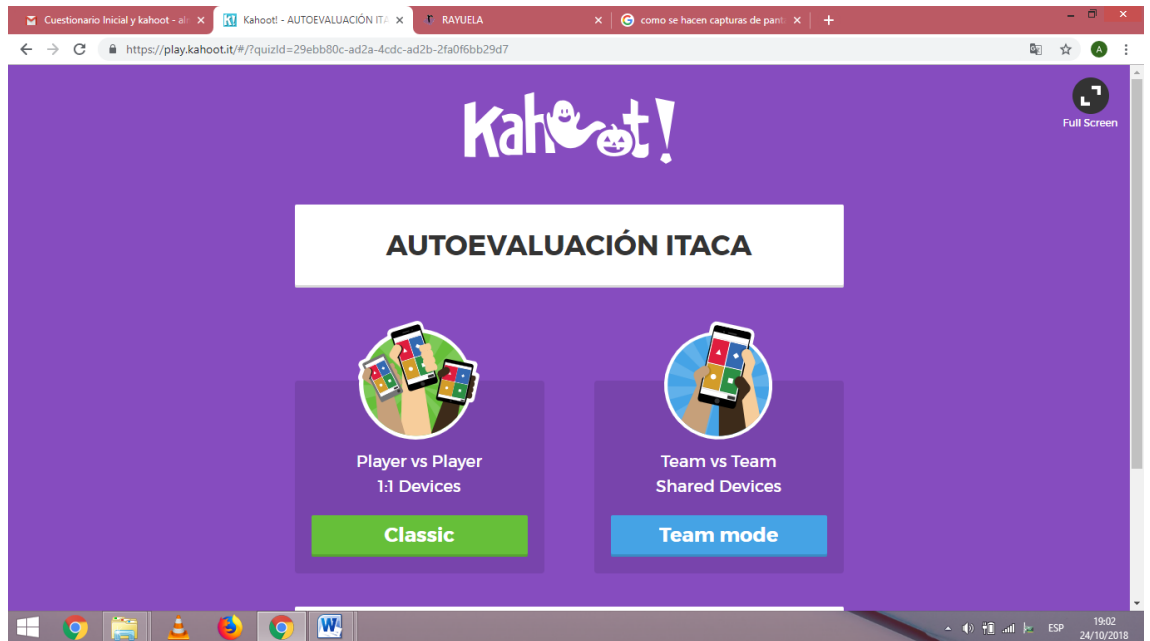 Cuestionario Inicial y kahoot - al
Kahoot! - AUTOEVALUACIÓN ITA
RAYUELA
como se hacen capturas de pant
https://play.kahoot.it/#/?quizId=29ebb80c-ad2a-4cdc-ad2b-2fa0f6bb29d7
A
Kahoot!
Full Screen
AUTOEVALUACIÓN ITACA
Player vs Player
1:1 Devices
Classic
Team vs Team
Shared Devices
Team mode
ESP
19:02
24/10/2018